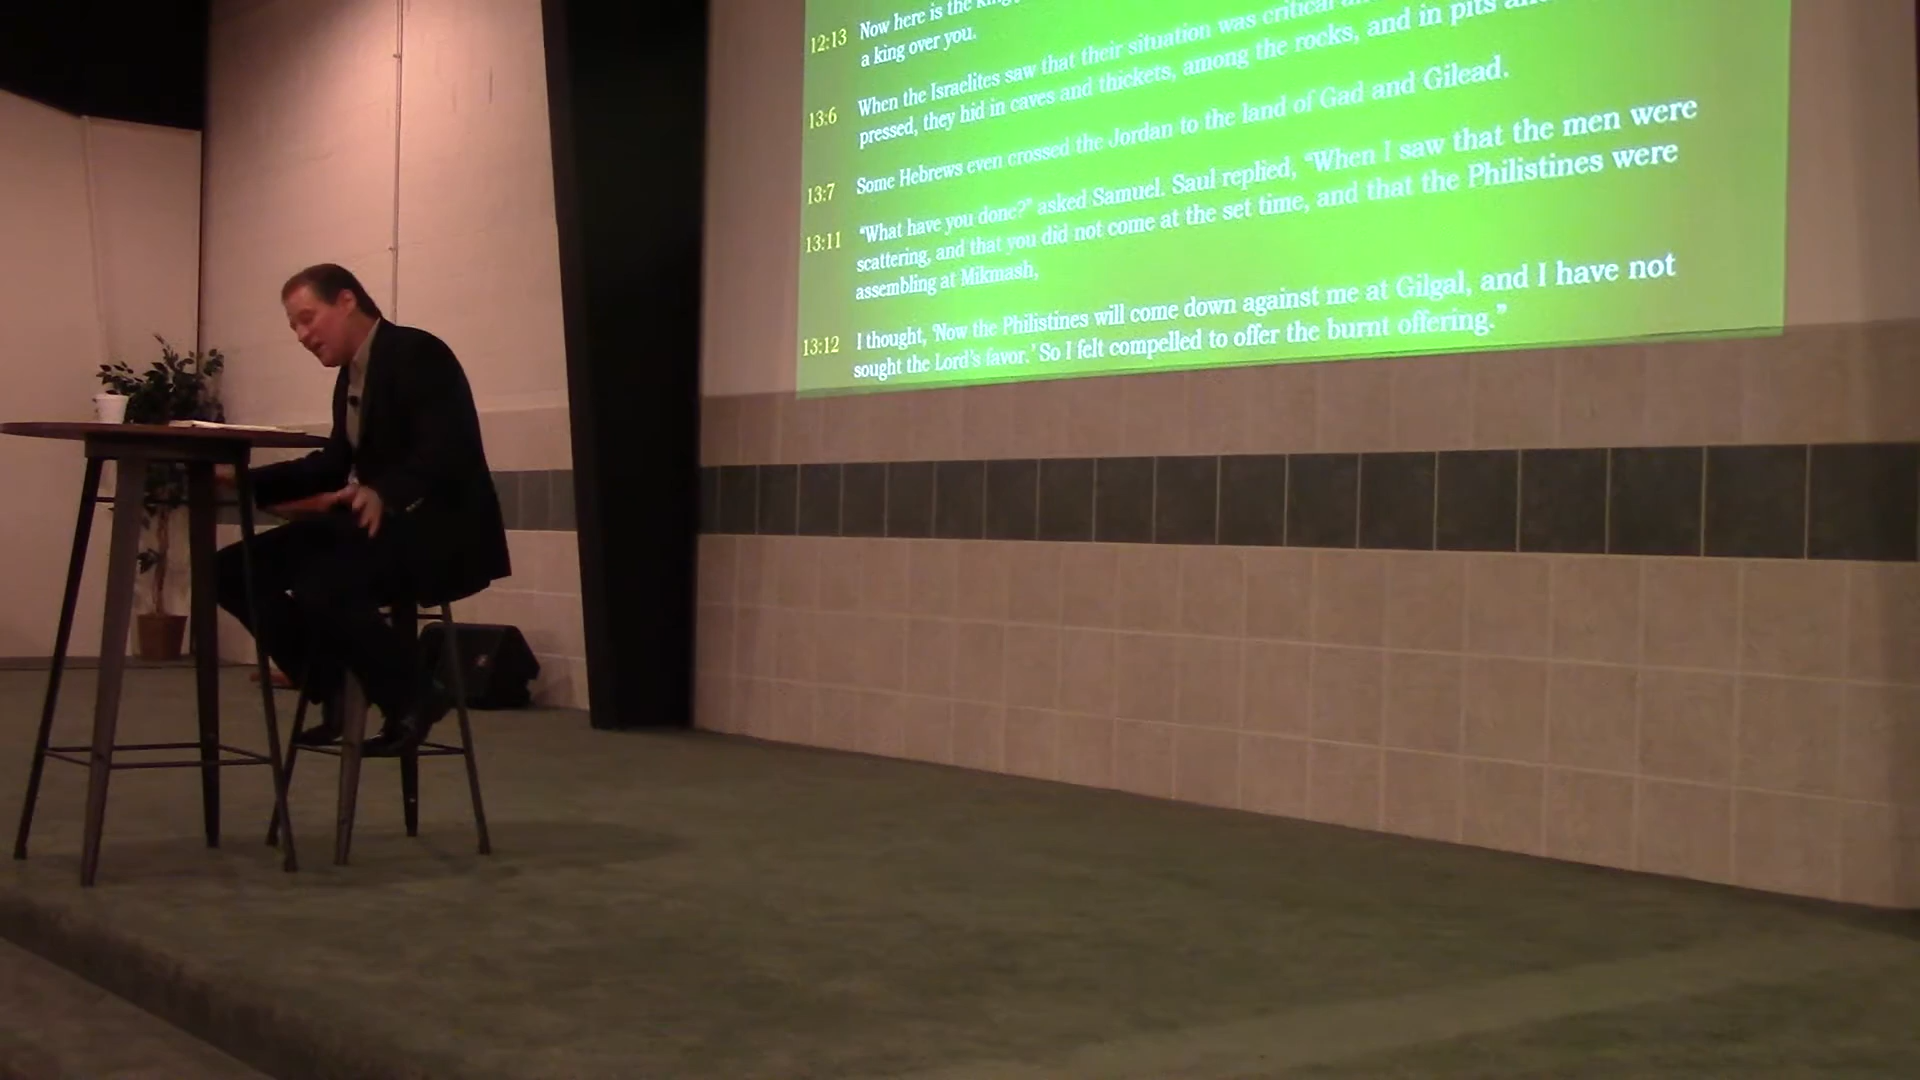 12:13 Now here is the
a king over you.
13:6 When the Israelites saw that their situation was critical
pressed, they hid in caves and thickets, among the rocks, and in pits
13:7 Some Hebrews even crossed the Jordan to the land of Gad and Gilead.
13:11 “What have you done?” asked Samuel. Saul replied, “When I saw that the men were
scattering, and that you did not come at the set time, and that the Philistines were
assembling at Mikmash,
13:12 I thought, ‘Now the Philistines will come down against me at Gilgal, and I have not
sought the Lord’s favor.’ So I felt compelled to offer the burnt offering.”